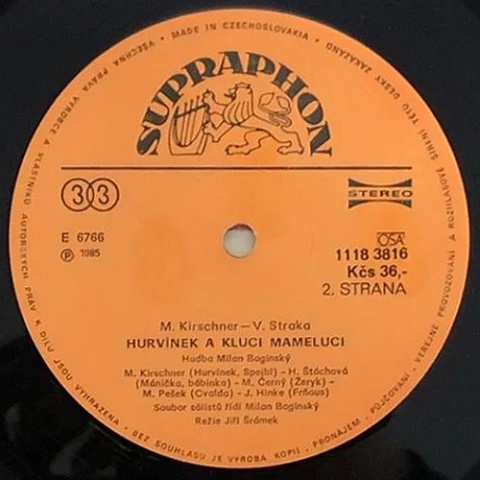 MADE IN CZECHOSLOVAKIA • VŠECHNA PRÁVA VÝROBCE A VLASTNÍKŮ AUTORSKÝCH PRÁV K DÍLU JSOU VYHRAZENA • BEZ SOUHLASU JE VÝROBA KOPIÍ • PRONÁJEM • PŮJČOVÁNÍ • VEŘEJNÉ PROVOZOVÁNÍ A ROZHLASOVÉ ŠÍŘENÍ TÉTO DESKY ZAKÁZÁNO
SUPRAPHON
33
STEREO
E 6766
℗ 1985
OSA
1118 3816
Kčs 36,-
2. STRANA
M. Kirschner – V. Straka
HURVÍNEK A KLUCI MAMELUCI
Hudba Milan Baginský
M. Kirschner (Hurvínek, Spejbl) – H. Štáchová
(Mánička, bábinka) – M. Černý (Žeryk) –
M. Pešek (Cvalda) – J. Hinke (Frňous)
Soubor sólistů řídí Milan Baginský
Režie Jiří Šrámek